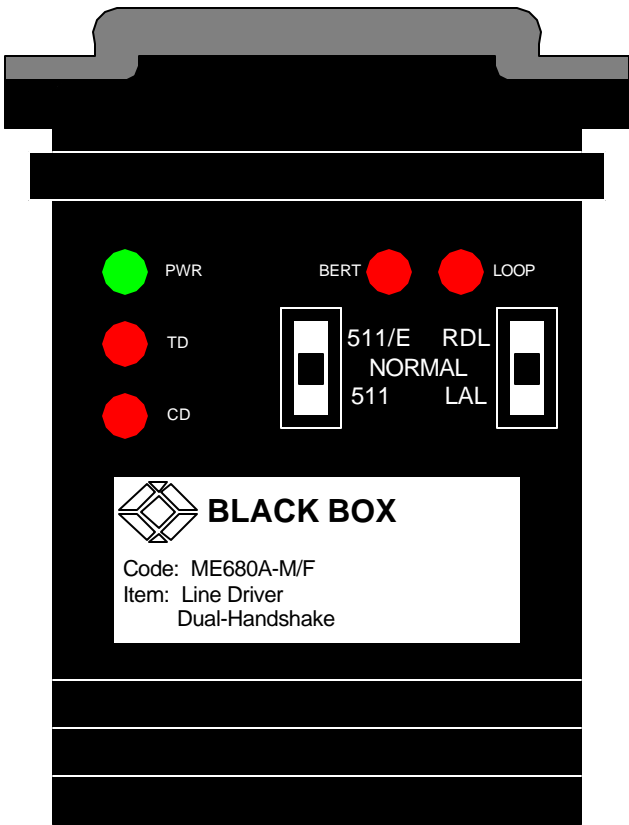 PWR
BERT
LOOP
TD
511/E RDL
NORMAL
511 LAL
CD
BLACK BOX
Code: ME680A-M/F
Item: Line Driver
Dual-Handshake